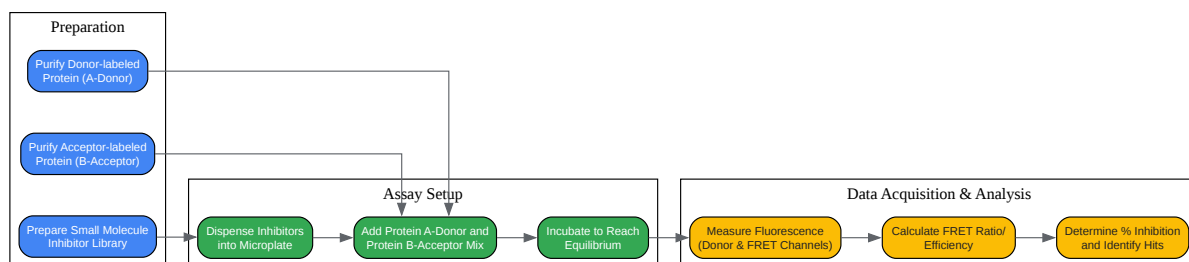 Preparation
Purify Donor-labeled
Protein (A-Donor)
Purify Acceptor-labeled
Protein (B-Acceptor)
Prepare Small Molecule
Inhibitor Library
Assay Setup
Dispense Inhibitors
into Microplate
Add Protein A-Donor and
Protein B-Acceptor Mix
Incubate to Reach
Equilibrium
Data Acquisition & Analysis
Measure Fluorescence
(Donor & FRET Channels)
Calculate FRET Ratio/
Efficiency
Determine % Inhibition
and Identify Hits